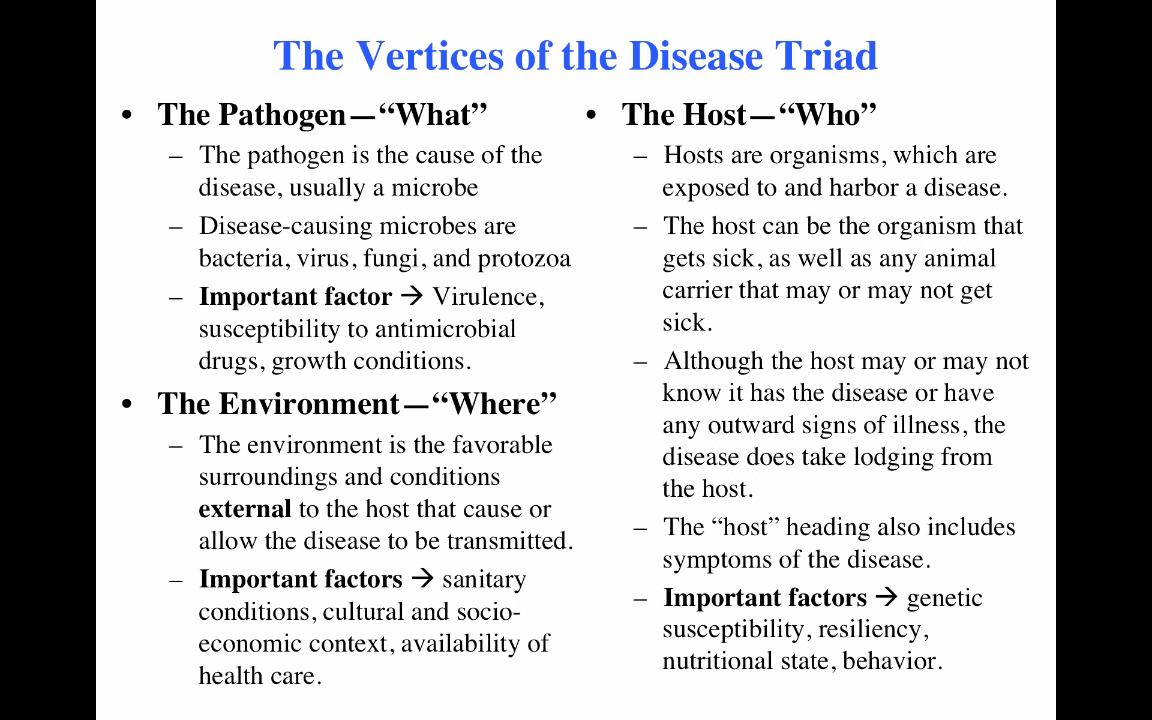 The Vertices of the Disease Triad
• The Pathogen—“What”
– The pathogen is the cause of the
disease, usually a microbe
– Disease-causing microbes are
bacteria, virus, fungi, and protozoa
– Important factor → Virulence,
susceptibility to antimicrobial
drugs, growth conditions.
• The Environment—“Where”
– The environment is the favorable
surroundings and conditions
external to the host that cause or
allow the disease to be transmitted.
– Important factors → sanitary
conditions, cultural and socio-
economic context, availability of
health care.
• The Host—“Who”
– Hosts are organisms, which are
exposed to and harbor a disease.
– The host can be the organism that
gets sick, as well as any animal
carrier that may or may not get
sick.
– Although the host may or may not
know it has the disease or have
any outward signs of illness, the
disease does take lodging from
the host.
– The “host” heading also includes
symptoms of the disease.
– Important factors → genetic
susceptibility, resiliency,
nutritional state, behavior.